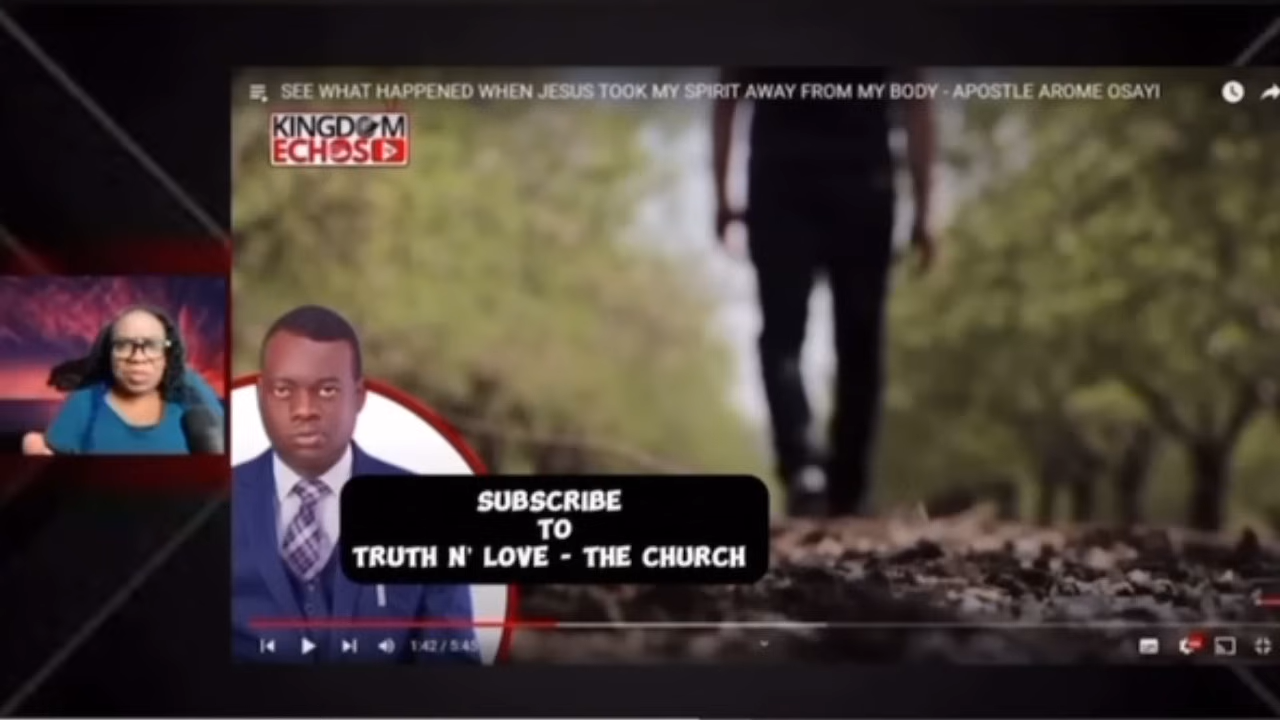 SEE WHAT HAPPENED WHEN JESUS TOOK MY SPIRIT AWAY FROM MY BODY - APOSTLE AROME OSAYI
KINGDOM
ECHOS
SUBSCRIBE
TO
TRUTH N' LOVE - THE CHURCH
1:42 / 5:45